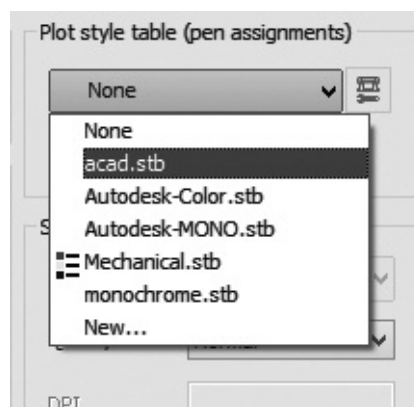 Plot style table (pen assignments)
None
None
acad.stb
Autodesk-Color.stb
Autodesk-MONO.stb
Mechanical.stb
monochrome.stb
New...
DPI